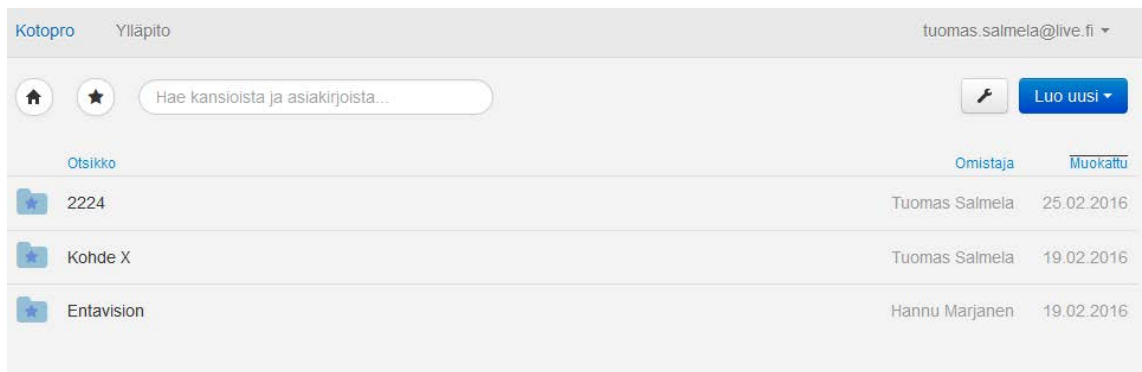 Kotopro Ylläpito tuomas.salmela@live.fi
Hae kansioista ja asiakirjoista... Luo uusi
Otsikko Omistaja Muokattu
2224 Tuomas Salmela 25.02.2016
Kohde X Tuomas Salmela 19.02.2016
Entavision Hannu Marjanen 19.02.2016